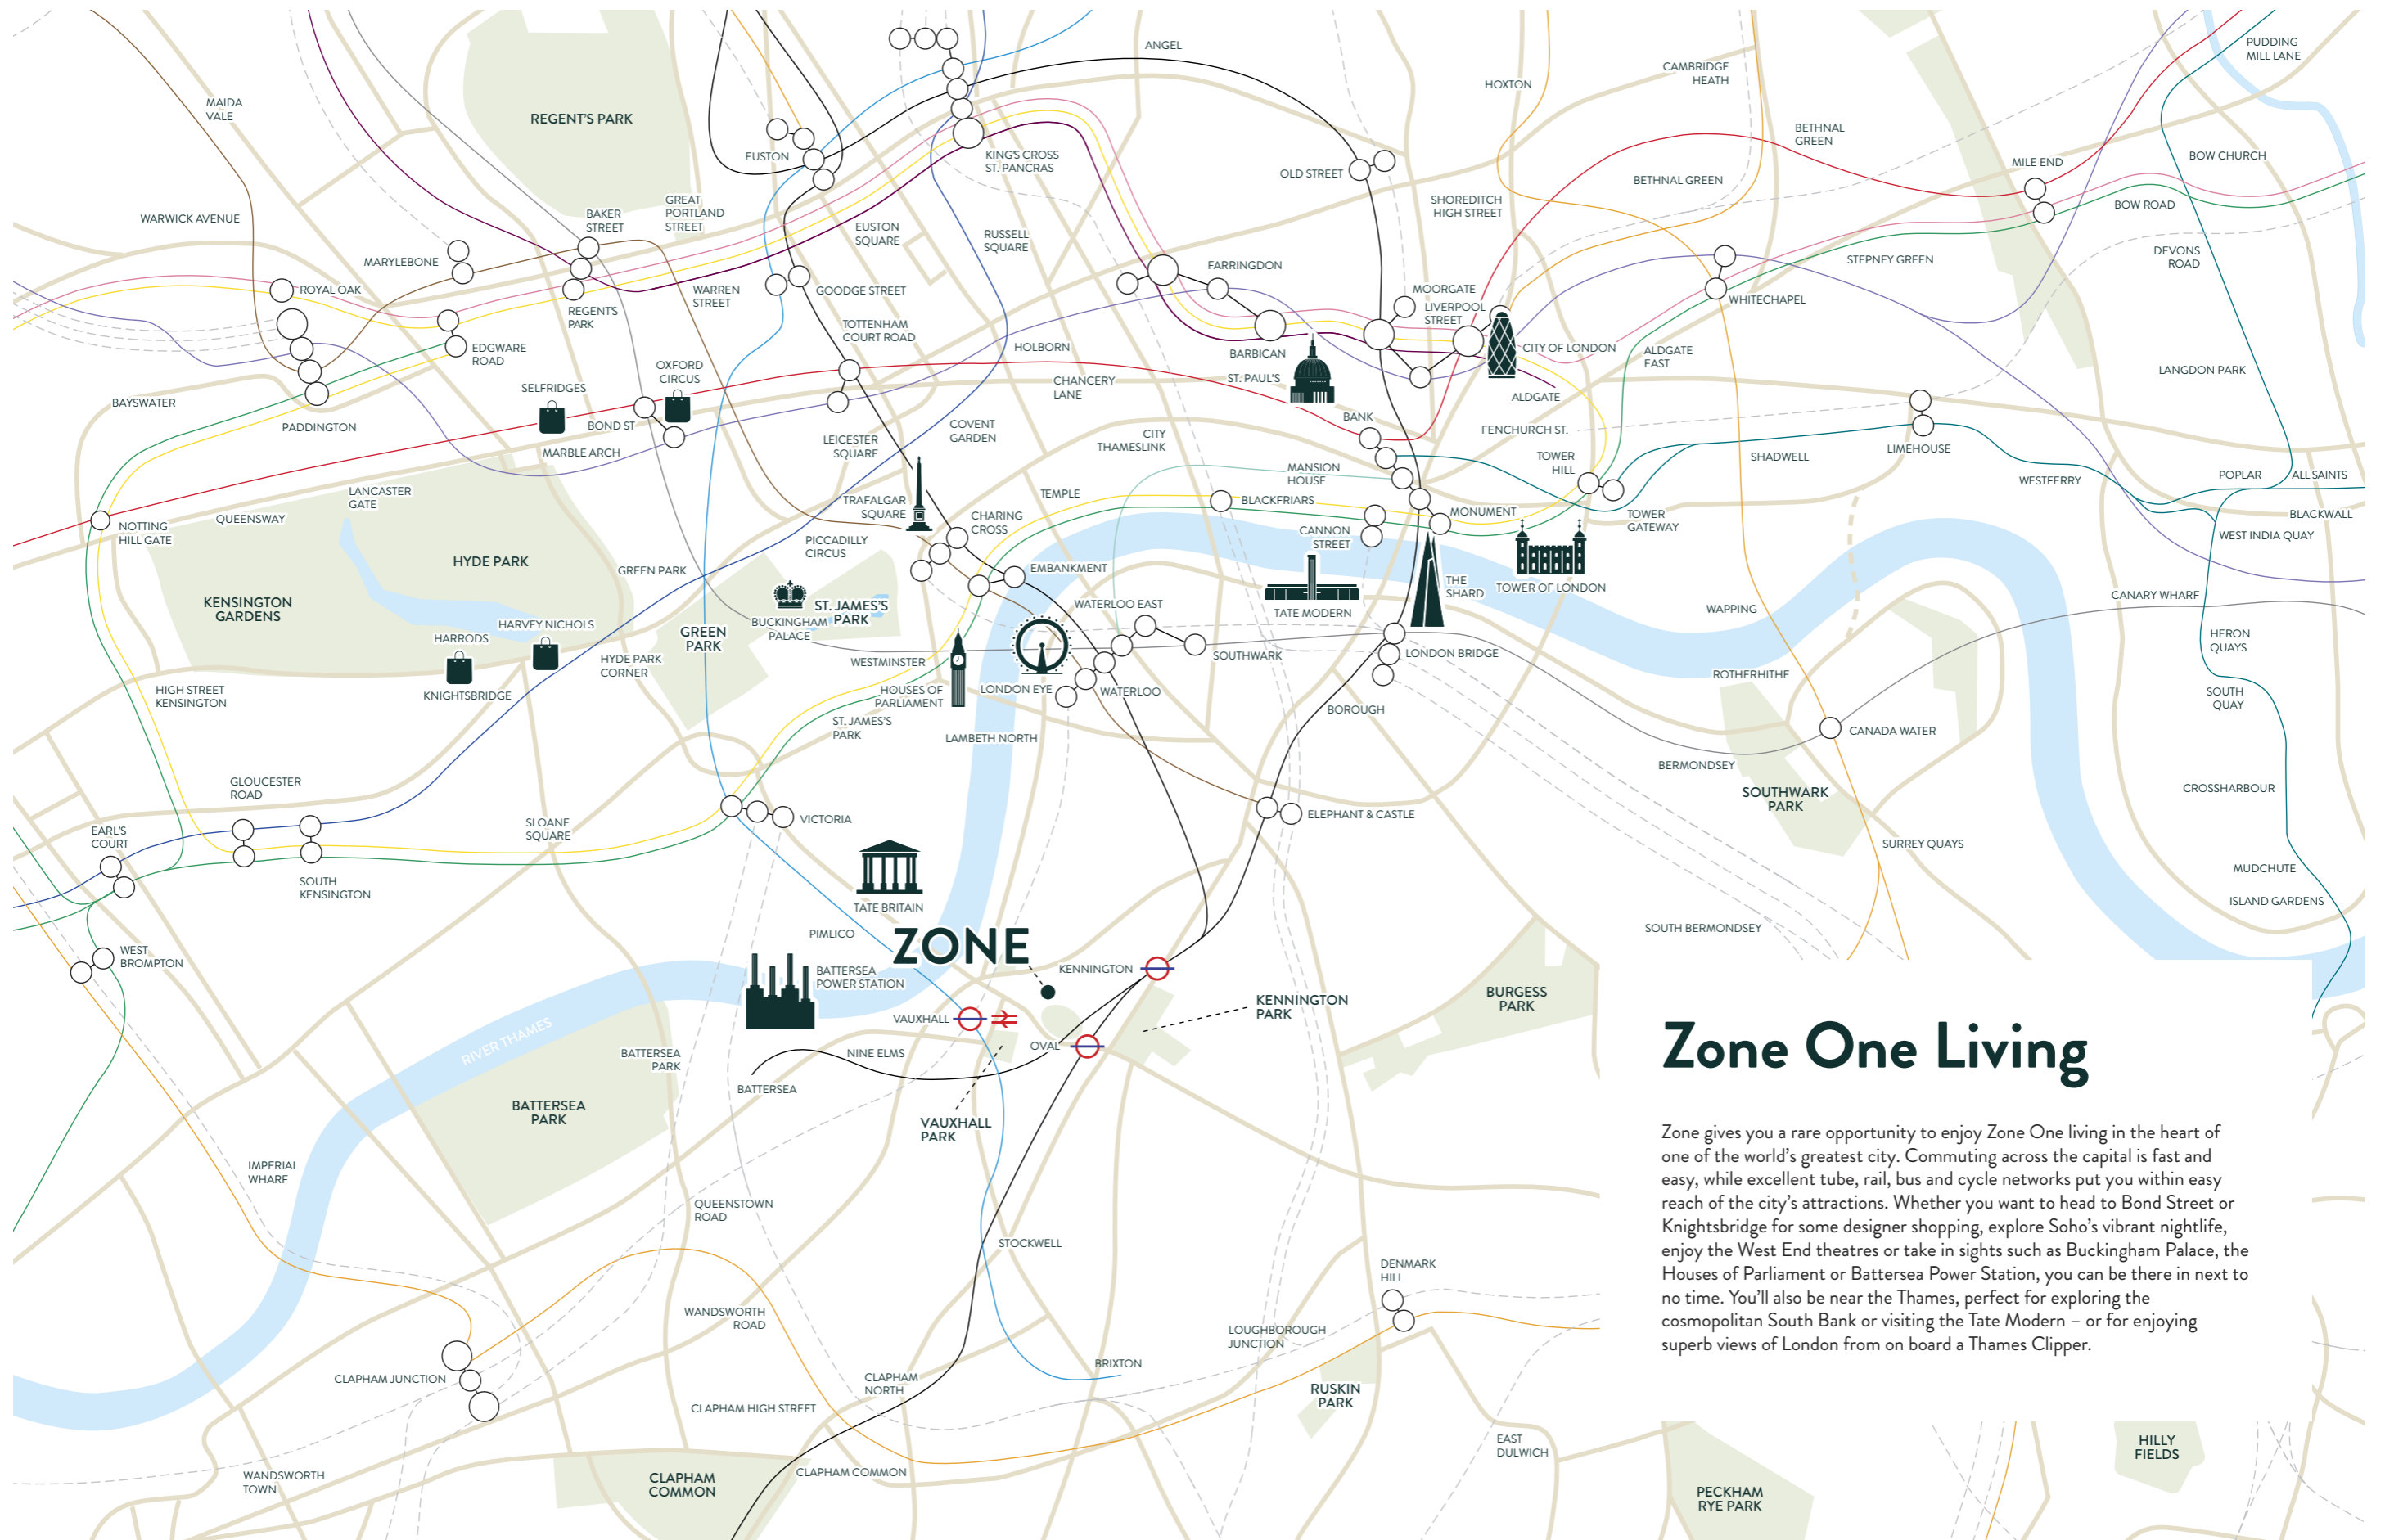 ANGEL
PUDDING
MILL LANE
CAMBRIDGE
HEATH
HOXTON
MAIDA
VALE
REGENT'S PARK
BETHNAL
GREEN
EUSTON
KING'S CROSS
ST. PANCRAS
OLD STREET
MILE END
BOW CHURCH
BETHNAL GREEN
WARWICK AVENUE
BAKER
STREET
GREAT
PORTLAND
STREET
SHOREDITCH
HIGH STREET
BOW ROAD
EUSTON
SQUARE
RUSSELL
SQUARE
MARYLEBONE
FARRINGDON
STEPNEY GREEN
DEVONS
ROAD
ROYAL OAK
WARREN
STREET
GOODGE STREET
MOORGATE
LIVERPOOL
STREET
WHITECHAPEL
REGENT'S
PARK
TOTTENHAM
COURT ROAD
EDGWARE
ROAD
HOLBORN
BARBICAN
CITY OF LONDON
ALDGATE
EAST
OXFORD
CIRCUS
ST. PAUL'S
LANGDON PARK
SELFRIDGES
CHANCERY
LANE
ALDGATE
BAYSWATER
BANK
PADDINGTON
BOND ST
COVENT
GARDEN
FENCHURCH ST.
LEICESTER
SQUARE
CITY
THAMESLINK
MARBLE ARCH
LIMEHOUSE
TOWER
HILL
SHADWELL
MANSION
HOUSE
POPLAR
ALL SAINTS
WESTFERRY
LANCASTER
GATE
TEMPLE
BLACKFRIARS
TRAFALGAR
SQUARE
QUEENSWAY
NOTTING
HILL GATE
CHARING
CROSS
MONUMENT
TOWER
GATEWAY
BLACKWALL
CANNON
STREET
WEST INDIA QUAY
PICCADILLY
CIRCUS
HYDE PARK
GREEN PARK
EMBANKMENT
THE
SHARD
TOWER OF LONDON
CANARY WHARF
KENSINGTON
GARDENS
ST. JAMES'S
PARK
WATERLOO EAST
TATE MODERN
WAPPING
HARVEY NICHOLS
BUCKINGHAM
PALACE
GREEN
PARK
HARRODS
HERON
QUAYS
HYDE PARK
CORNER
WESTMINSTER
SOUTHWARK
LONDON BRIDGE
ROTHERHITHE
HIGH STREET
KENSINGTON
KNIGHTSBRIDGE
HOUSES OF
PARLIAMENT
LONDON EYE
WATERLOO
SOUTH
QUAY
BOROUGH
ST. JAMES'S
PARK
LAMBETH NORTH
CANADA WATER
BERMONDSEY
GLOUCESTER
ROAD
SOUTHWARK
PARK
CROSSHARBOUR
EARL'S
COURT
SLOANE
SQUARE
VICTORIA
ELEPHANT & CASTLE
SURREY QUAYS
SOUTH
KENSINGTON
MUDCHUTE
TATE BRITAIN
ISLAND GARDENS
SOUTH BERMONDSEY
PIMLICO
ZONE
WEST
BROMPTON
BATTERSEA
POWER STATION
KENNINGTON
BURGESS
PARK
KENNINGTON
PARK
VAUXHALL
RIVER THAMES
OVAL
NINE ELMS
BATTERSEA
PARK
BATTERSEA
BATTERSEA
PARK
VAUXHALL
PARK
IMPERIAL
WHARF
QUEENSTOWN
ROAD
STOCKWELL
DENMARK
HILL
WANDSWORTH
ROAD
LOUGHBOROUGH
JUNCTION
BRIXTON
CLAPHAM JUNCTION
CLAPHAM
NORTH
RUSKIN
PARK
CLAPHAM HIGH STREET
EAST
DULWICH
HILLY
FIELDS
WANDSWORTH
TOWN
CLAPHAM
COMMON
CLAPHAM COMMON
PECKHAM
RYE PARK
Zone One Living
Zone gives you a rare opportunity to enjoy Zone One living in the heart of
one of the world's greatest city. Commuting across the capital is fast and
easy, while excellent tube, rail, bus and cycle networks put you within easy
reach of the city's attractions. Whether you want to head to Bond Street or
Knightsbridge for some designer shopping, explore Soho's vibrant nightlife,
enjoy the West End theatres or take in sights such as Buckingham Palace, the
Houses of Parliament or Battersea Power Station, you can be there in next to
no time. You'll also be near the Thames, perfect for exploring the
cosmopolitan South Bank or visiting the Tate Modern – or for enjoying
superb views of London from on board a Thames Clipper.